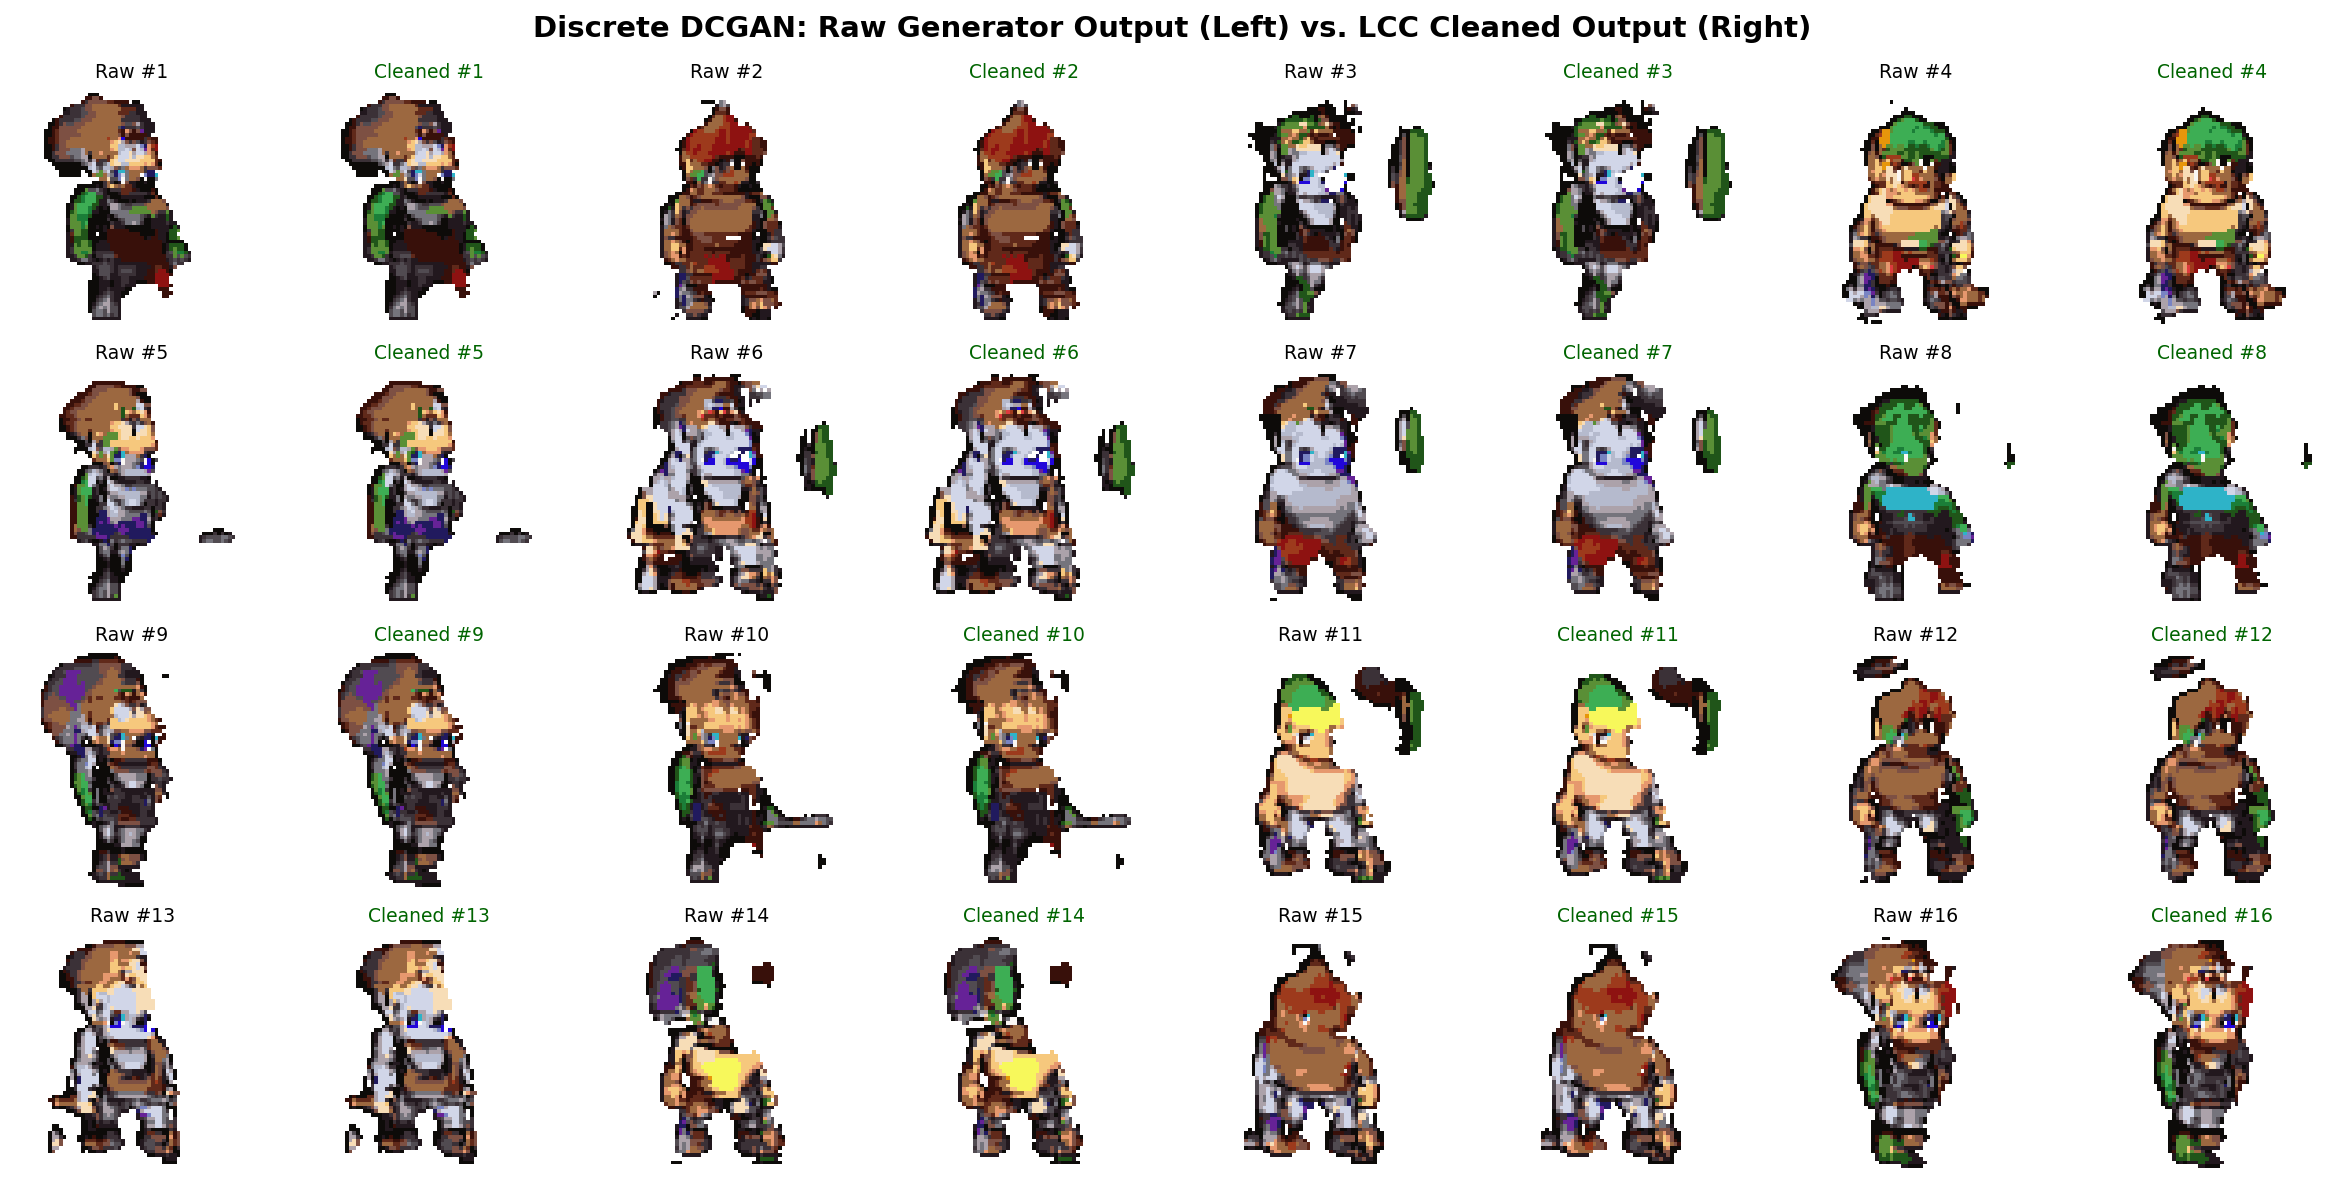 Discrete DCGAN: Raw Generator Output (Left) vs. LCC Cleaned Output (Right)
Raw #1 Cleaned #1 Raw #2 Cleaned #2 Raw #3 Cleaned #3 Raw #4 Cleaned #4
Raw #5 Cleaned #5 Raw #6 Cleaned #6 Raw #7 Cleaned #7 Raw #8 Cleaned #8
Raw #9 Cleaned #9 Raw #10 Cleaned #10 Raw #11 Cleaned #11 Raw #12 Cleaned #12
Raw #13 Cleaned #13 Raw #14 Cleaned #14 Raw #15 Cleaned #15 Raw #16 Cleaned #16